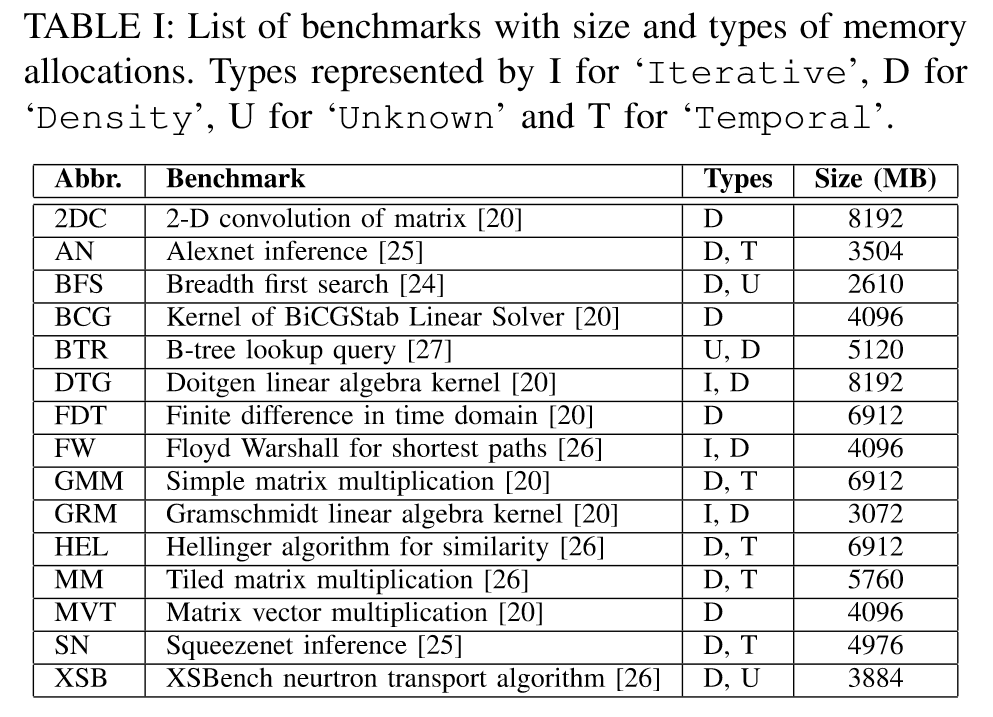 TABLE I: List of benchmarks with size and types of memory
allocations. Types represented by I for ‘Iterative’, D for
‘Density’, U for ‘Unknown’ and T for ‘Temporal’.
Abbr. Benchmark Types Size (MB)
2DC 2-D convolution of matrix [20] D 8192
AN Alexnet inference [25] D, T 3504
BFS Breadth first search [24] D, U 2610
BCG Kernel of BiCGStab Linear Solver [20] D 4096
BTR B-tree lookup query [27] U, D 5120
DTG Doitgen linear algebra kernel [20] I, D 8192
FDT Finite difference in time domain [20] D 6912
FW Floyd Warshall for shortest paths [26] I, D 4096
GMM Simple matrix multiplication [20] D, T 6912
GRM Gramschmidt linear algebra kernel [20] I, D 3072
HEL Hellinger algorithm for similarity [26] D, T 6912
MM Tiled matrix multiplication [26] D, T 5760
MVT Matrix vector multiplication [20] D 4096
SN Squeezenet inference [25] D, T 4976
XSB XSBench neurtron transport algorithm [26] D, U 3884